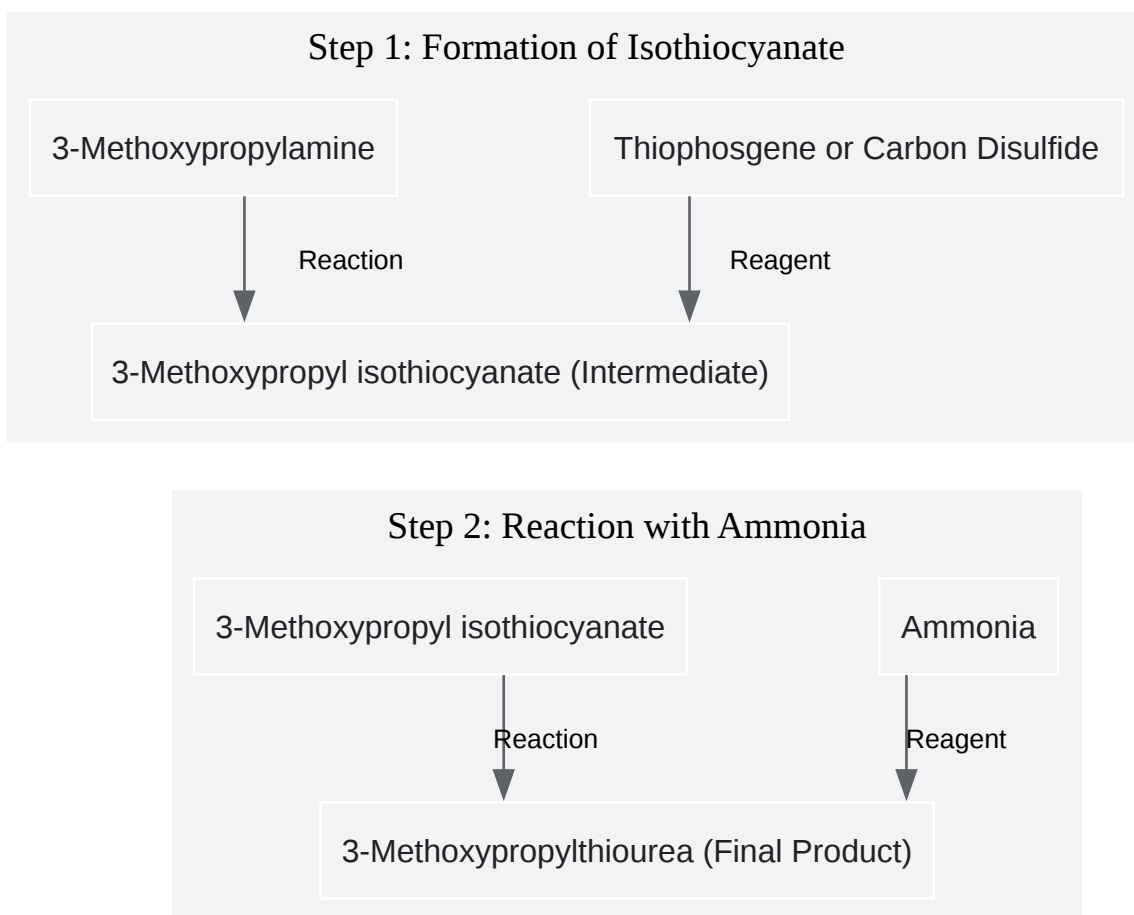 Step 1: Formation of Isothiocyanate
3-Methoxypropylamine
Thiophosgene or Carbon Disulfide
Reaction
Reagent
3-Methoxypropyl isothiocyanate (Intermediate)
Step 2: Reaction with Ammonia
3-Methoxypropyl isothiocyanate
Ammonia
Reaction
Reagent
3-Methoxypropylthiourea (Final Product)